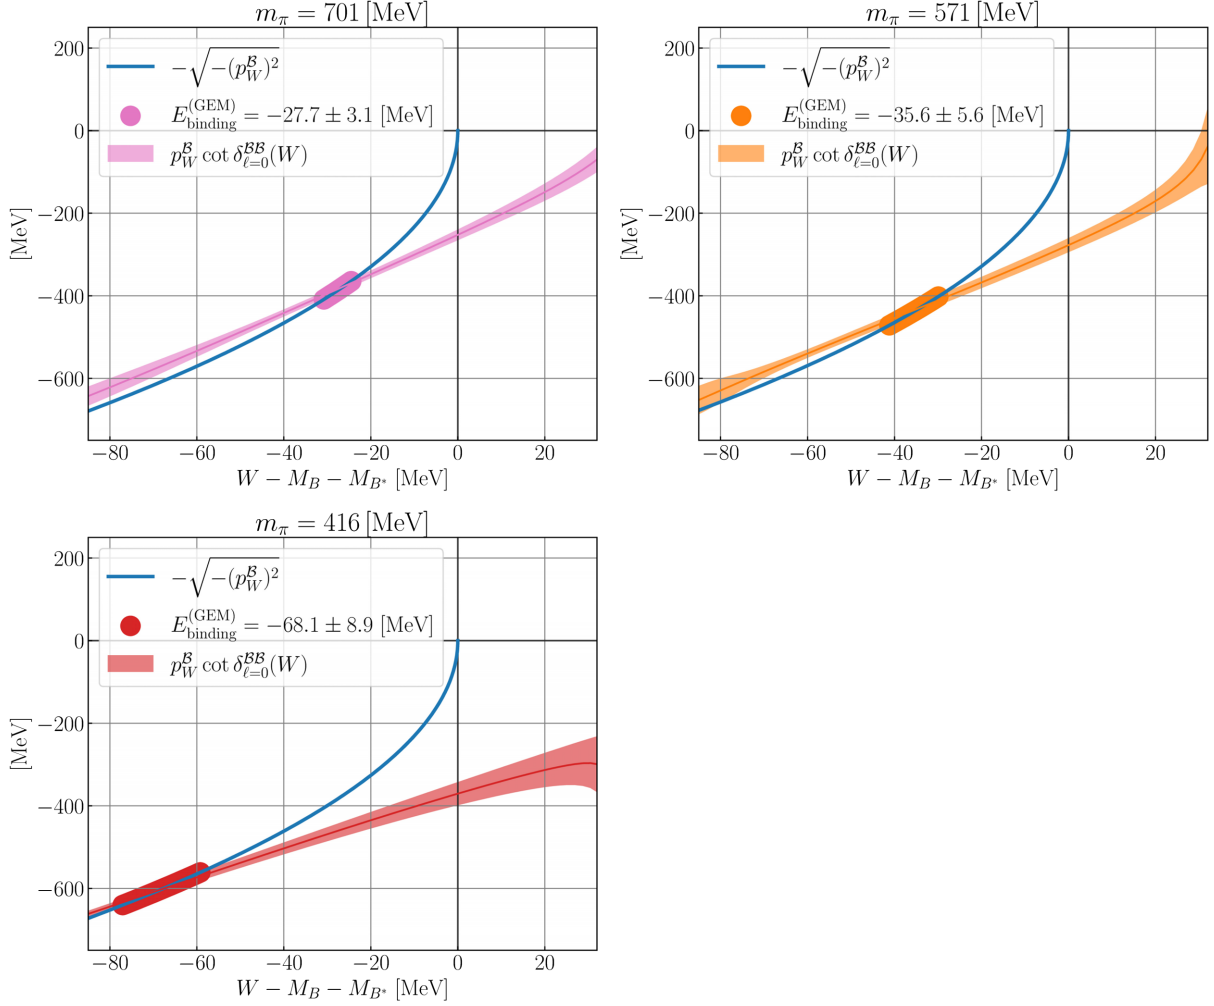 m_π = 701 [MeV]
200
0
−200
−400
−600
[MeV]
−√−(p_W^ℬ)²
E_binding^(GEM) = −27.7 ± 3.1 [MeV]
p_W^ℬ cot δ_{ℓ=0}^{ℬℬ}(W)
−80 −60 −40 −20 0 20
W − M_B − M_B* [MeV]
m_π = 571 [MeV]
200
0
−200
−400
−600
[MeV]
−√−(p_W^ℬ)²
E_binding^(GEM) = −35.6 ± 5.6 [MeV]
p_W^ℬ cot δ_{ℓ=0}^{ℬℬ}(W)
−80 −60 −40 −20 0 20
W − M_B − M_B* [MeV]
m_π = 416 [MeV]
200
0
−200
−400
−600
[MeV]
−√−(p_W^ℬ)²
E_binding^(GEM) = −68.1 ± 8.9 [MeV]
p_W^ℬ cot δ_{ℓ=0}^{ℬℬ}(W)
−80 −60 −40 −20 0 20
W − M_B − M_B* [MeV]